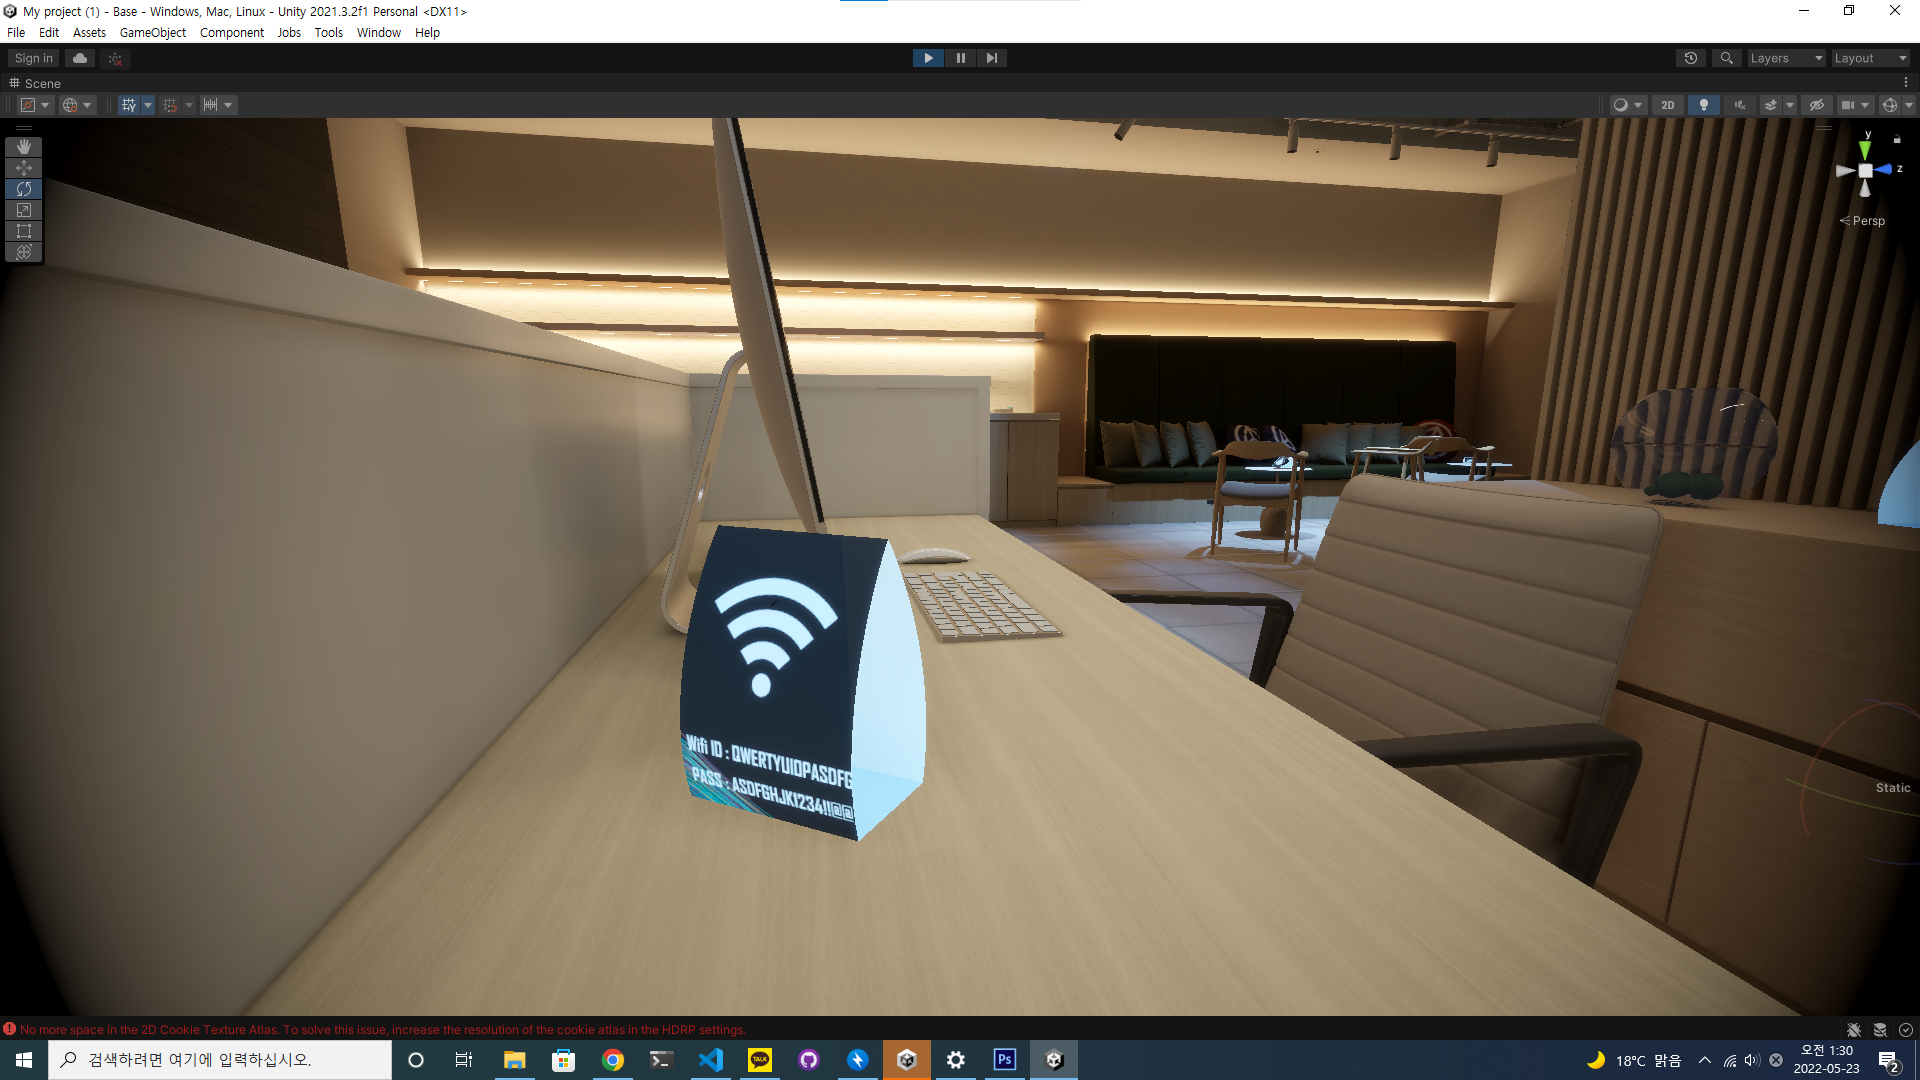 My project (1) - Base - Windows, Mac, Linux - Unity 2021.3.2f1 Personal <DX11>
File Edit Assets GameObject Component Jobs Tools Window Help
Sign in
Layers
Layout
Scene
2D
y
z
Persp
Wifi ID : QWERTYUIOPASDFG
PASS : ASDFGHJK1234!!@@
Static
No more space in the 2D Cookie Texture Atlas. To solve this issue, increase the resolution of the cookie atlas in the HDRP settings.
검색하려면 여기에 입력하십시오.
TALK
Ps
18°C 맑음
오전 1:30
2022-05-23
2